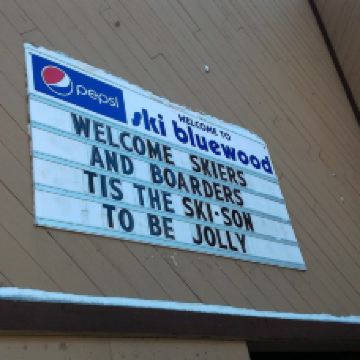 pepsi
WELCOME TO
ski bluewood
WELCOME SKIERS
AND BOARDERS
TIS THE SKI-SON
TO BE JOLLY